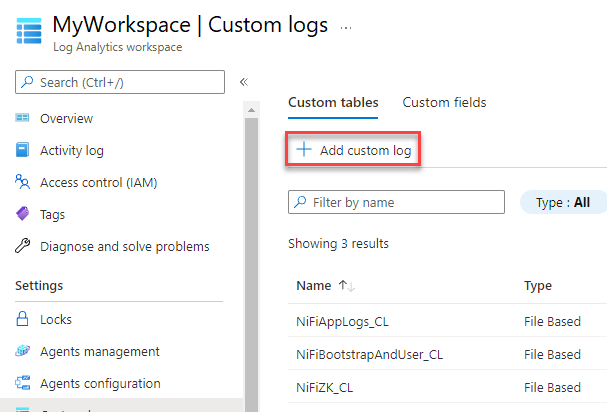 MyWorkspace | Custom logs ...
Log Analytics workspace
Search (Ctrl+/)
«
Overview
Activity log
Access control (IAM)
Tags
Diagnose and solve problems
Settings
Locks
Agents management
Agents configuration
Custom tables Custom fields
+ Add custom log
Filter by name Type : All
Showing 3 results
Name ↑↓ Type
NiFiAppLogs_CL File Based
NiFiBootstrapAndUser_CL File Based
NiFiZK_CL File Based